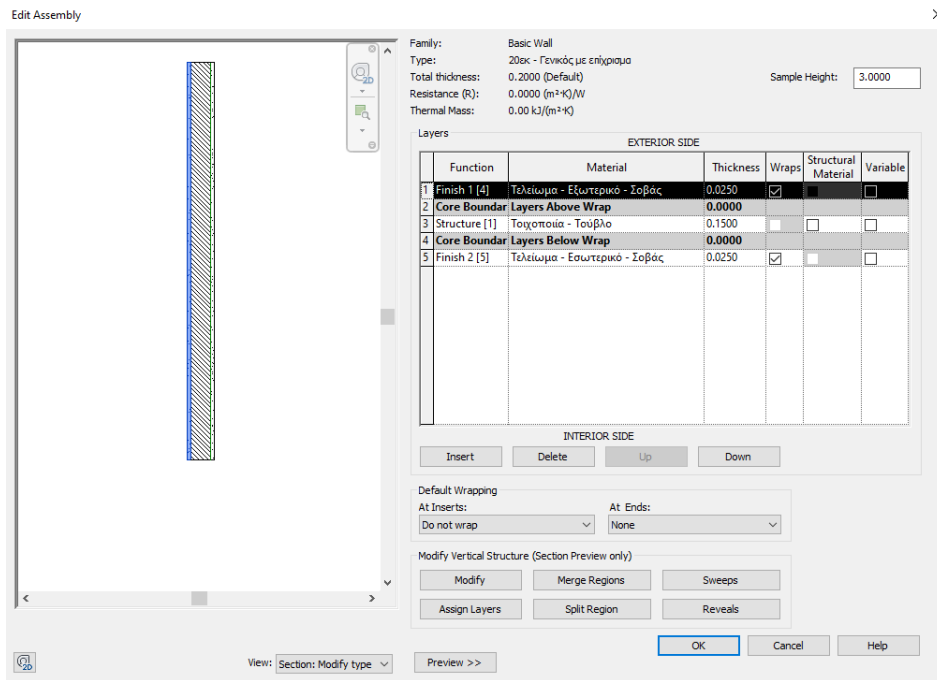 Edit Assembly
Family: Basic Wall
Type: 20εκ - Γενικός με επίχρισμα
Total thickness: 0.2000 (Default) Sample Height: 3.0000
Resistance (R): 0.0000 (m²·K)/W
Thermal Mass: 0.00 kJ/(m²·K)
Layers
EXTERIOR SIDE
Function Material Thickness Wraps Structural Material Variable
1 Finish 1 [4] Τελείωμα - Εξωτερικό - Σοβάς 0.0250
2 Core Boundar Layers Above Wrap 0.0000
3 Structure [1] Τοιχοποιία - Τούβλο 0.1500
4 Core Boundar Layers Below Wrap 0.0000
5 Finish 2 [5] Τελείωμα - Εσωτερικό - Σοβάς 0.0250
INTERIOR SIDE
Insert Delete Up Down
Default Wrapping
At Inserts: At Ends:
Do not wrap None
Modify Vertical Structure (Section Preview only)
Modify Merge Regions Sweeps
Assign Layers Split Region Reveals
OK Cancel Help
2D
2D View: Section: Modify type Preview >>